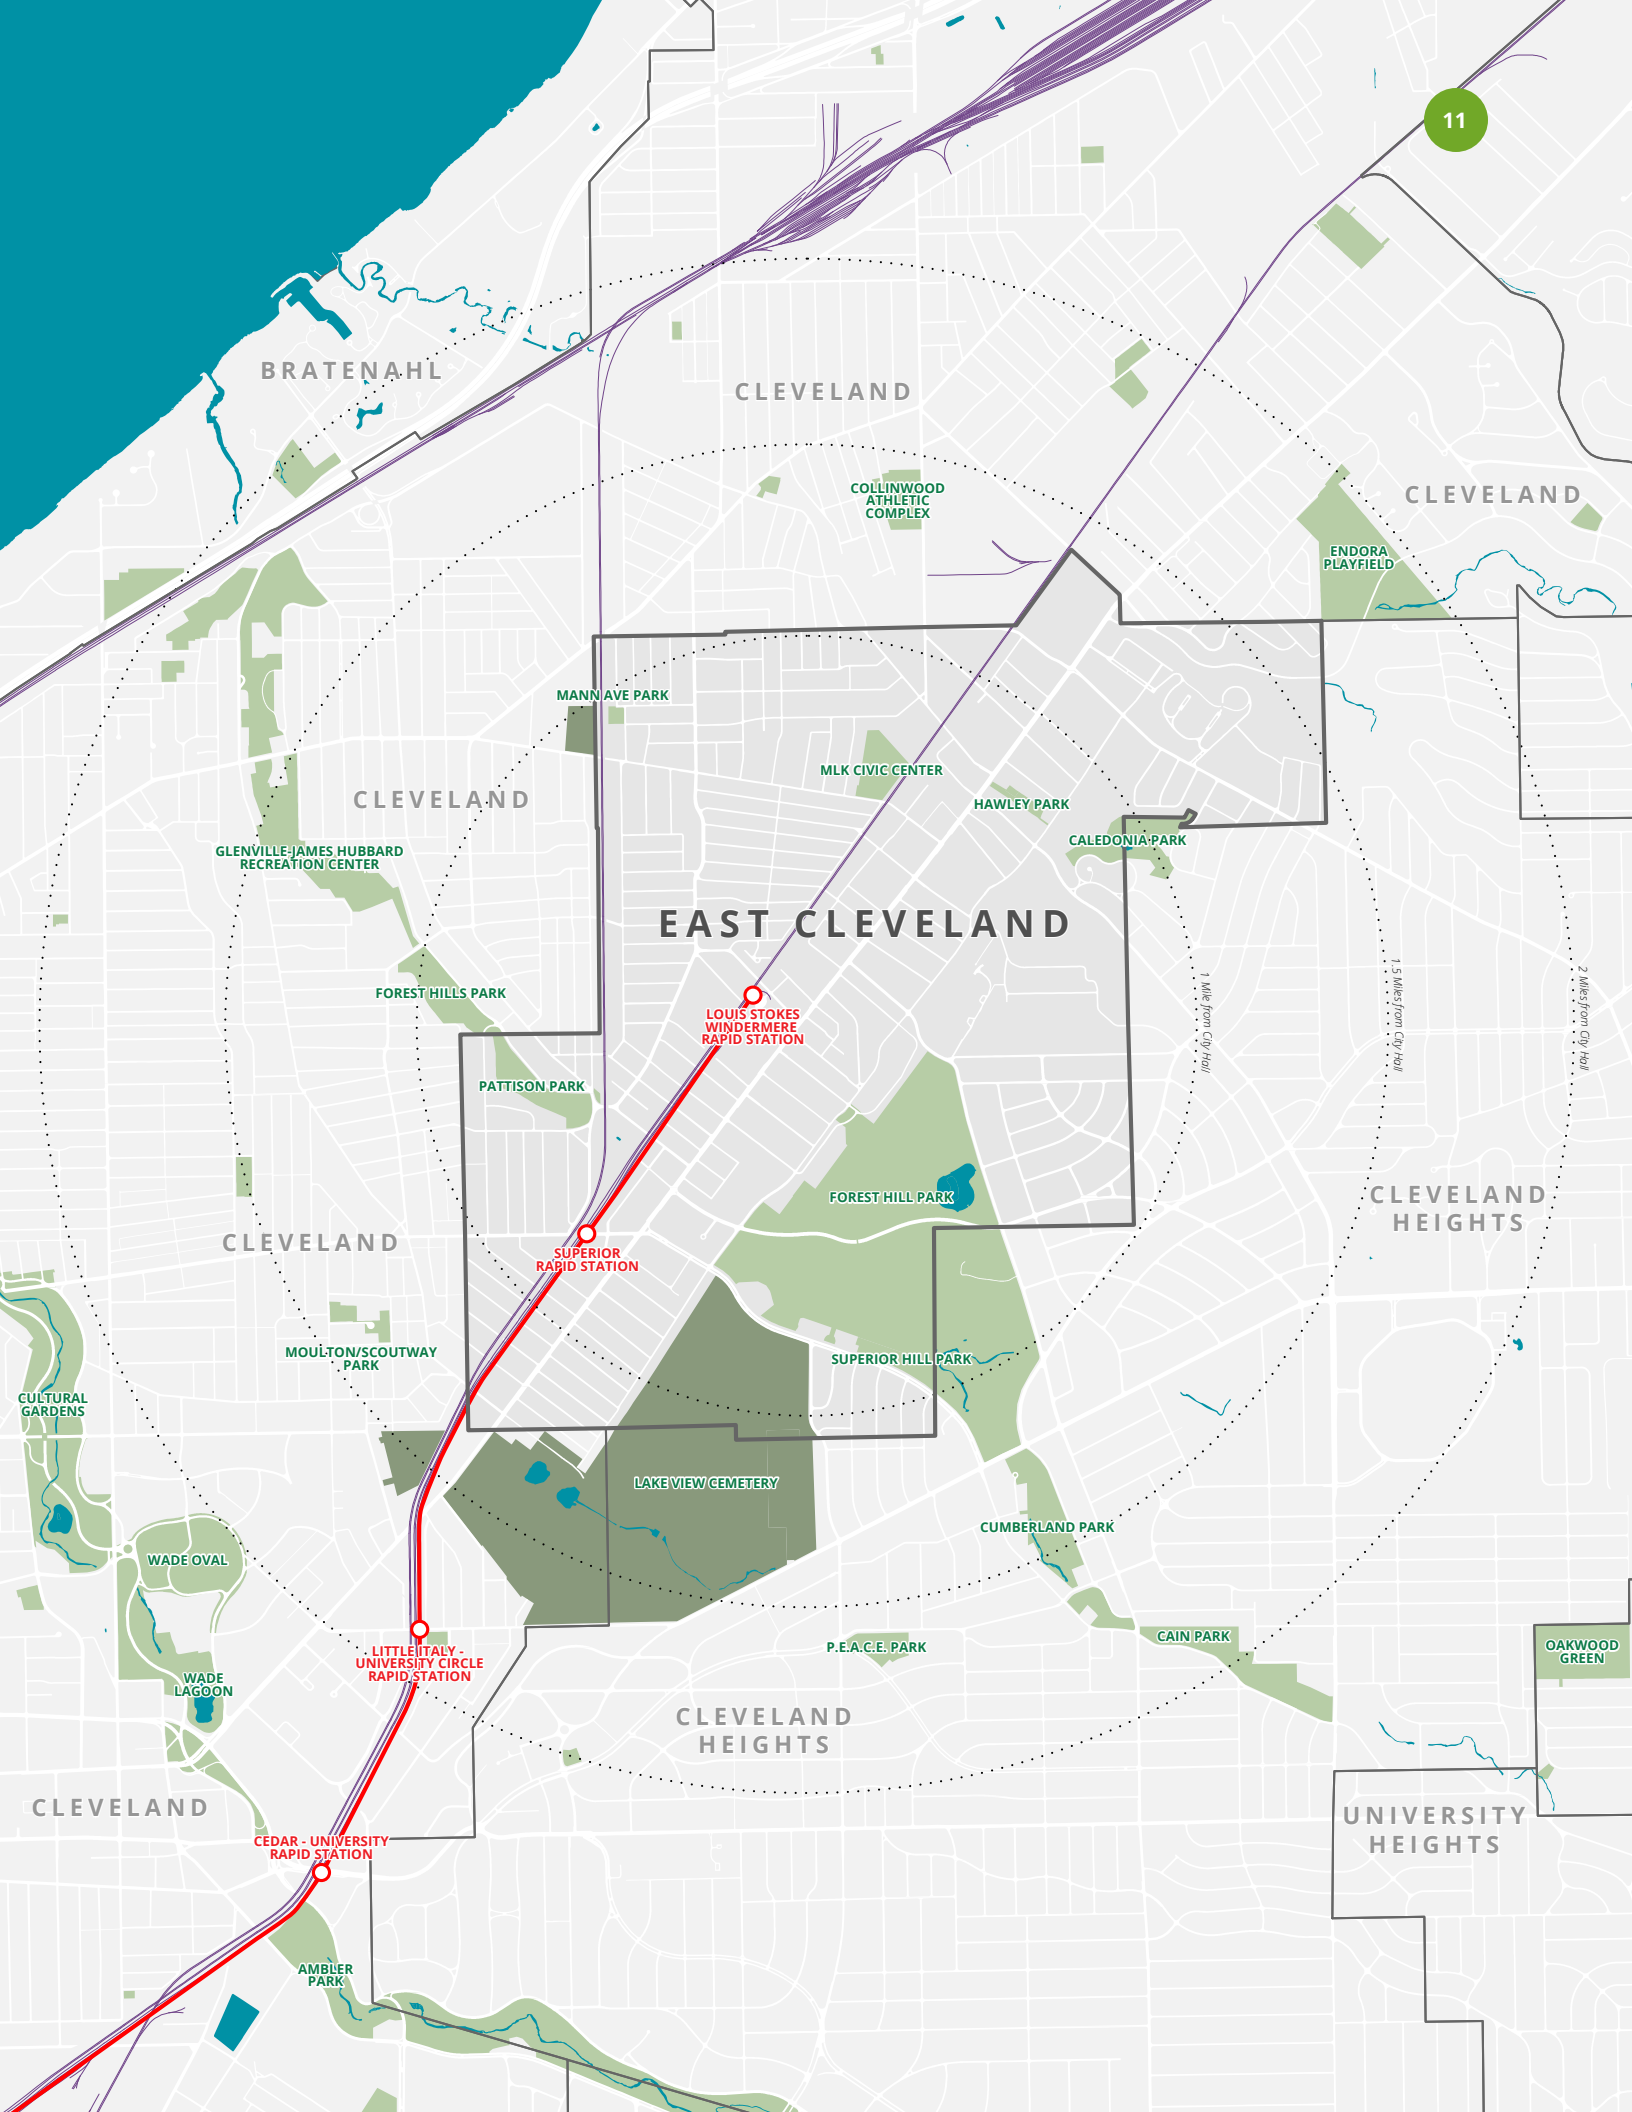 11
BRATENAHL
CLEVELAND
COLLINWOOD
ATHLETIC
COMPLEX
CLEVELAND
ENDORA
PLAYFIELD
MANN AVE PARK
MLK CIVIC CENTER
HAWLEY PARK
CLEVELAND
CALEDONIA PARK
GLENVILLE-JAMES HUBBARD
RECREATION CENTER
EAST CLEVELAND
FOREST HILLS PARK
LOUIS STOKES
WINDERMERE
RAPID STATION
1 Mile from City Hall
1.5 Miles from City Hall
2 Miles from City Hall
PATTISON PARK
FOREST HILL PARK
CLEVELAND
HEIGHTS
CLEVELAND
SUPERIOR
RAPID STATION
MOULTON/SCOUTWAY
PARK
SUPERIOR HILL PARK
CULTURAL
GARDENS
LAKE VIEW CEMETERY
CUMBERLAND PARK
WADE OVAL
CAIN PARK
P.E.A.C.E. PARK
OAKWOOD
GREEN
LITTLE ITALY -
UNIVERSITY CIRCLE
RAPID STATION
WADE
LAGOON
CLEVELAND
HEIGHTS
CLEVELAND
UNIVERSITY
HEIGHTS
CEDAR - UNIVERSITY
RAPID STATION
AMBLER
PARK